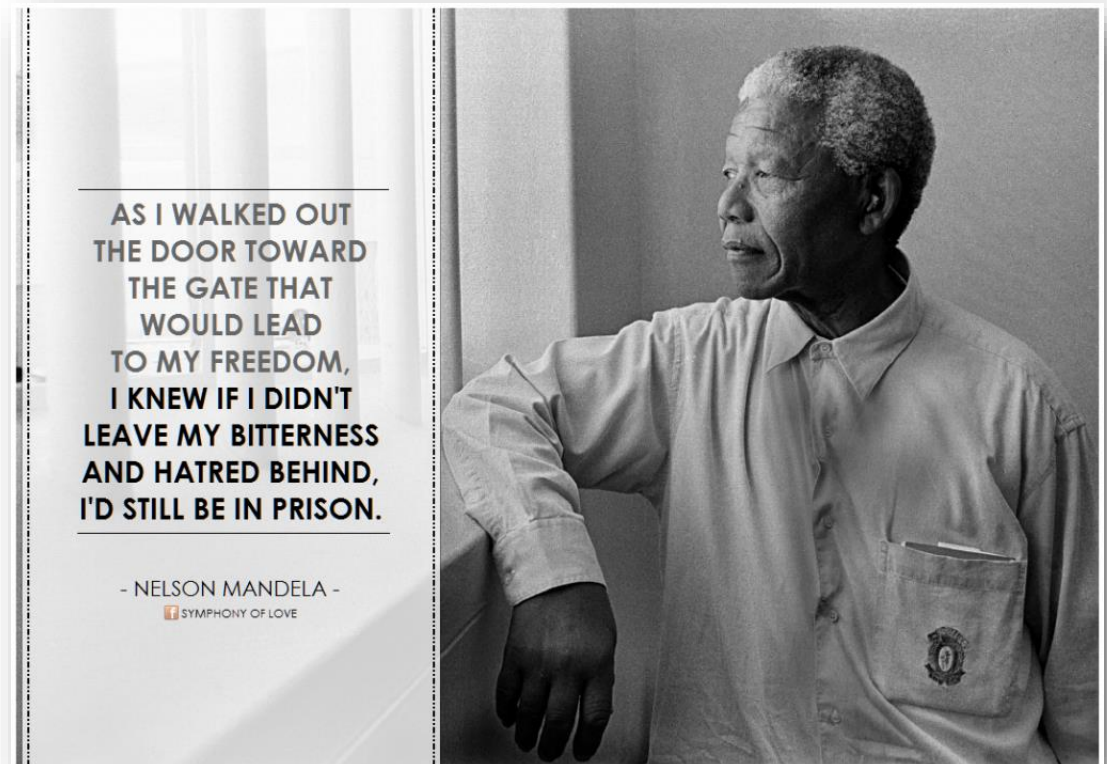 AS I WALKED OUT
THE DOOR TOWARD
THE GATE THAT
WOULD LEAD
TO MY FREEDOM,
I KNEW IF I DIDN'T
LEAVE MY BITTERNESS
AND HATRED BEHIND,
I'D STILL BE IN PRISON.
- NELSON MANDELA -
f SYMPHONY OF LOVE